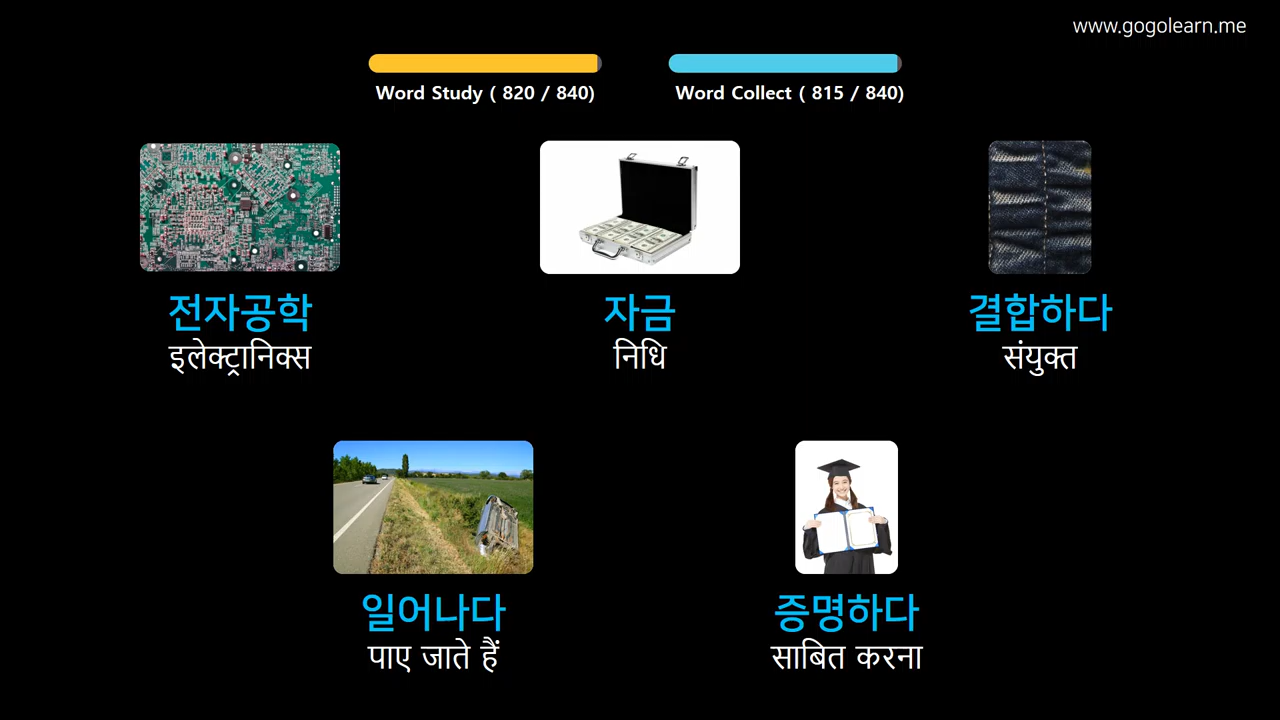 www.gogolearn.me
Word Study ( 820 / 840)
Word Collect ( 815 / 840)
전자공학
इलेक्ट्रानिक्स
자금
निधि
결합하다
संयुक्त
일어나다
पाए जाते हैं
증명하다
साबित करना